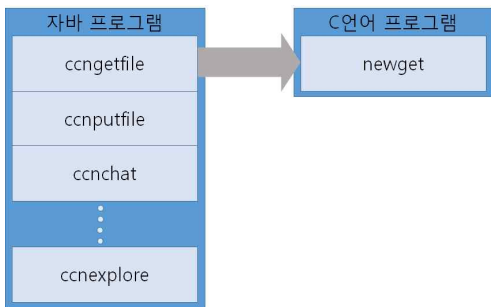 자바 프로그램
ccngetfile
ccnputfile
ccnchat
ccnexplore
C언어 프로그램
newget